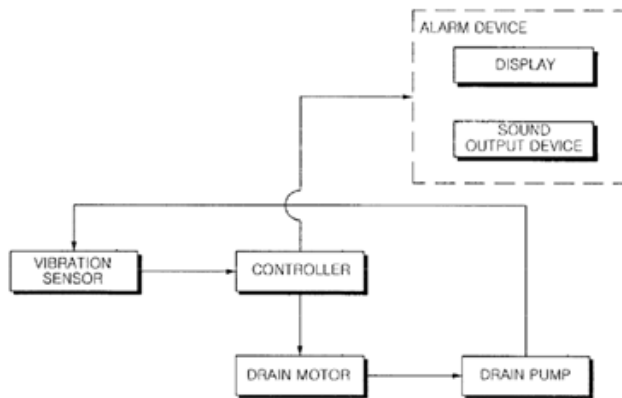 ALARM DEVICE
DISPLAY
SOUND
OUTPUT DEVICE
VIBRATION
SENSOR
CONTROLLER
DRAIN MOTOR
DRAIN PUMP